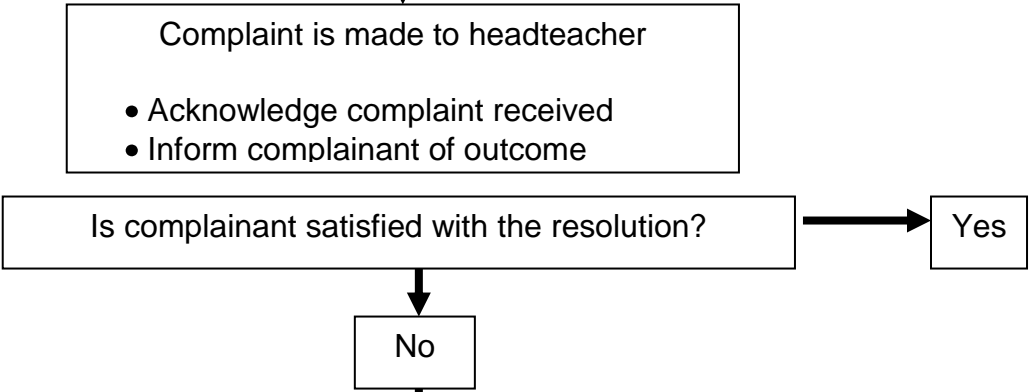 Complaint is made to headteacher
• Acknowledge complaint received
• Inform complainant of outcome
Is complainant satisfied with the resolution?
Yes
No